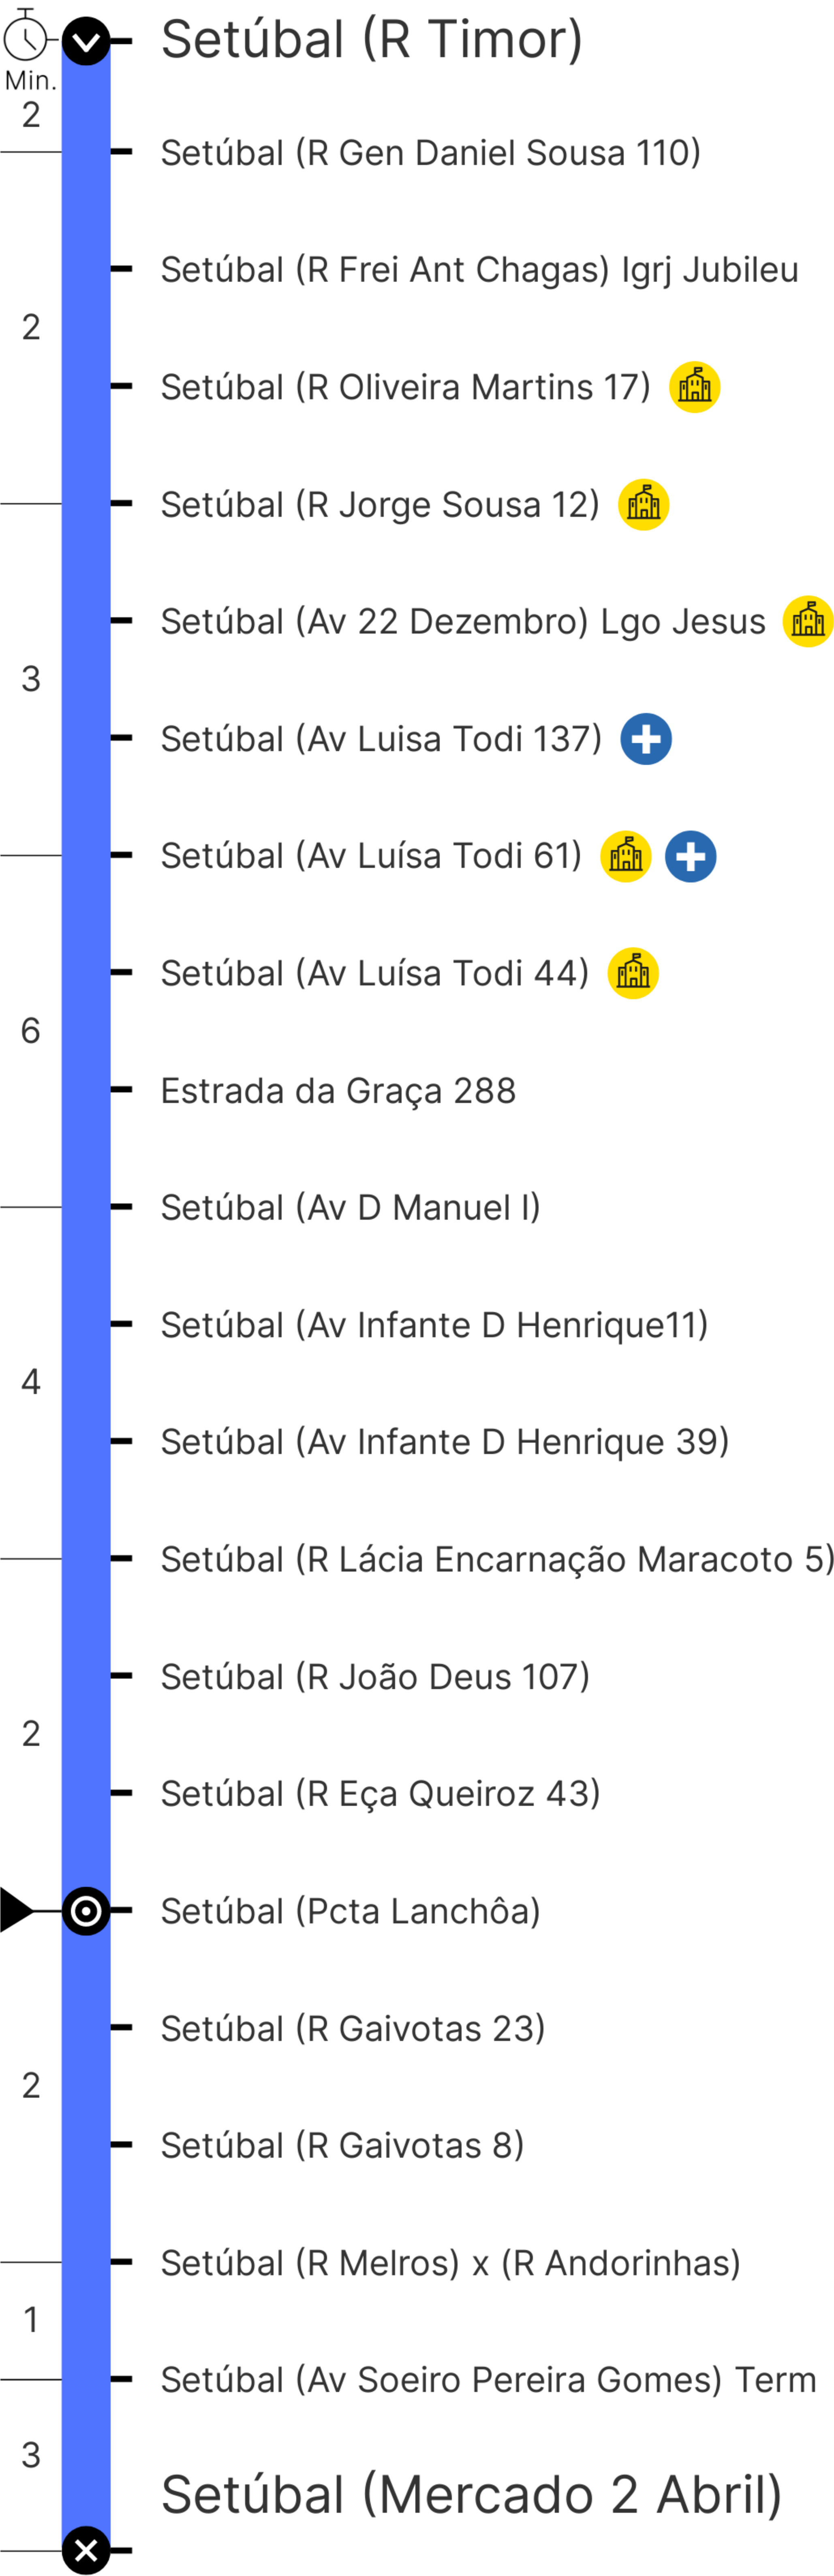 Setúbal (R Timor)
Min.
2
Setúbal (R Gen Daniel Sousa 110)
Setúbal (R Frei Ant Chagas) Igrj Jubileu
2
Setúbal (R Oliveira Martins 17)
Setúbal (R Jorge Sousa 12)
Setúbal (Av 22 Dezembro) Lgo Jesus
3
Setúbal (Av Luisa Todi 137)
Setúbal (Av Luísa Todi 61)
Setúbal (Av Luísa Todi 44)
6
Estrada da Graça 288
Setúbal (Av D Manuel I)
Setúbal (Av Infante D Henrique11)
4
Setúbal (Av Infante D Henrique 39)
Setúbal (R Lácia Encarnação Maracoto 5)
Setúbal (R João Deus 107)
2
Setúbal (R Eça Queiroz 43)
Setúbal (Pcta Lanchôa)
Setúbal (R Gaivotas 23)
2
Setúbal (R Gaivotas 8)
Setúbal (R Melros) x (R Andorinhas)
1
Setúbal (Av Soeiro Pereira Gomes) Term
3
Setúbal (Mercado 2 Abril)